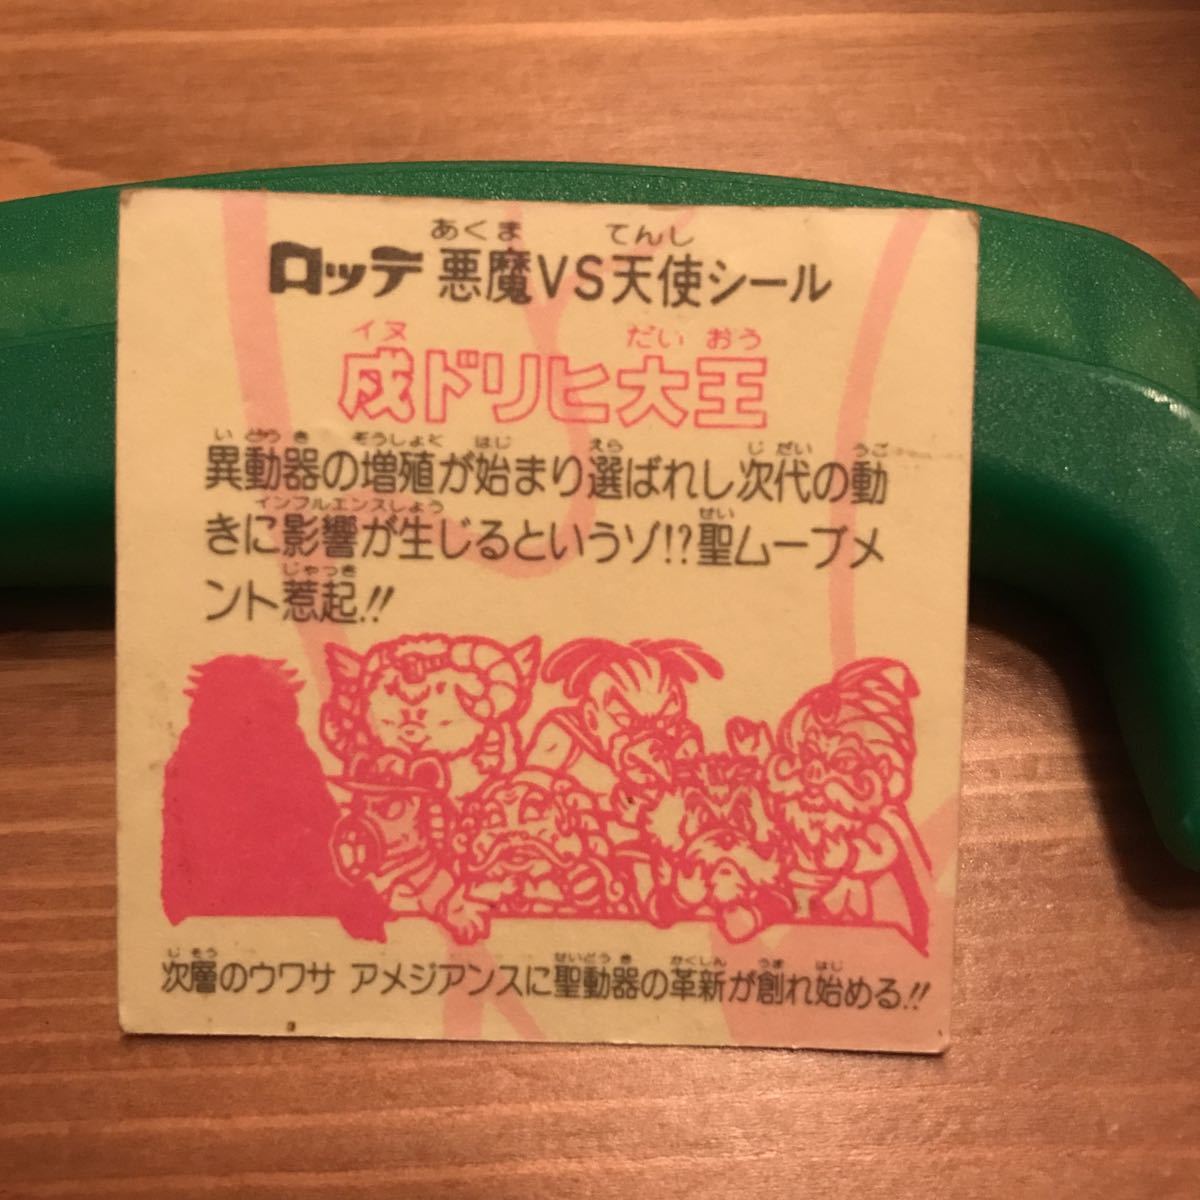 あくま てんし
ロッテ 悪魔VS天使シール
イヌ だい おう
戌ドリヒ大王
い どう き ぞうしょく はじ えら じ だい うご
異動器の増殖が始まり選ばれし次代の動
インフルエンスしょう せい
きに影響が生じるというゾ!?聖ムーブメ
じゃっき
ント惹起!!
じ そう せいどう き かくしん うま はじ
次層のウワサ アメジアンスに聖動器の革新が創れ始める!!